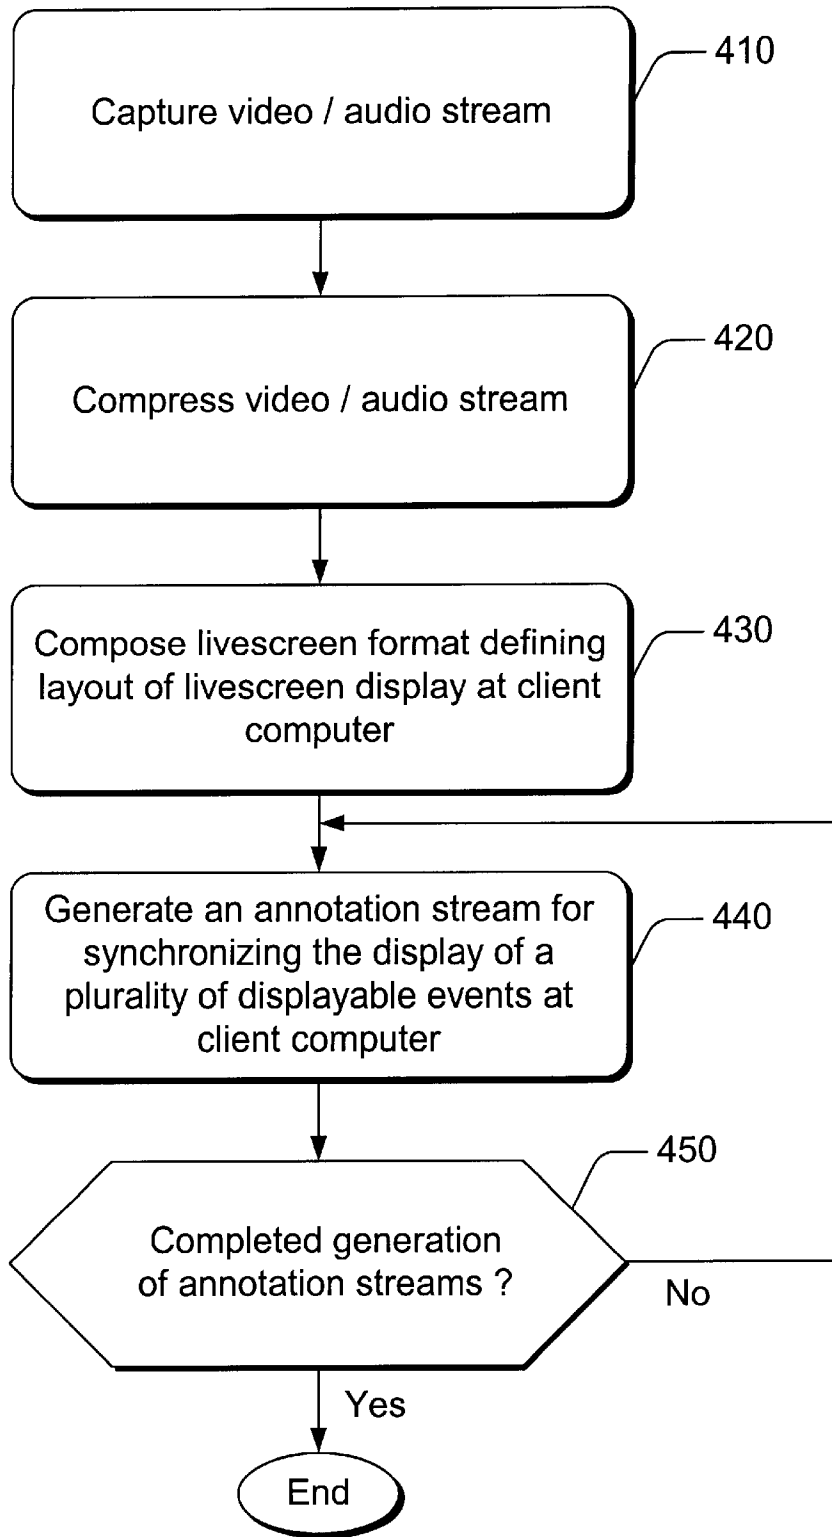 Capture video / audio stream
410
Compress video / audio stream
420
Compose livescreen format defining
layout of livescreen display at client
computer
430
Generate an annotation stream for
synchronizing the display of a
plurality of displayable events at
client computer
440
Completed generation
of annotation streams ?
450
No
Yes
End